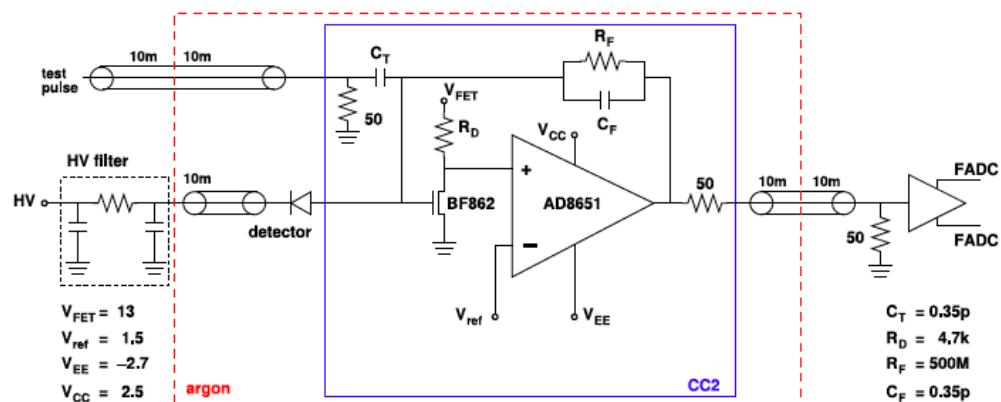 10m 10m
test
pulse
C_T
50
R_F
C_F
V_FET
R_D
V_CC
HV filter
HV
10m
detector
BF862
+
−
AD8651
50
10m 10m
50
FADC
FADC
V_ref
V_EE
V_FET = 13
V_ref = 1.5
V_EE = −2.7
V_CC = 2.5
argon
CC2
C_T = 0.35p
R_D = 4.7k
R_F = 500M
C_F = 0.35p